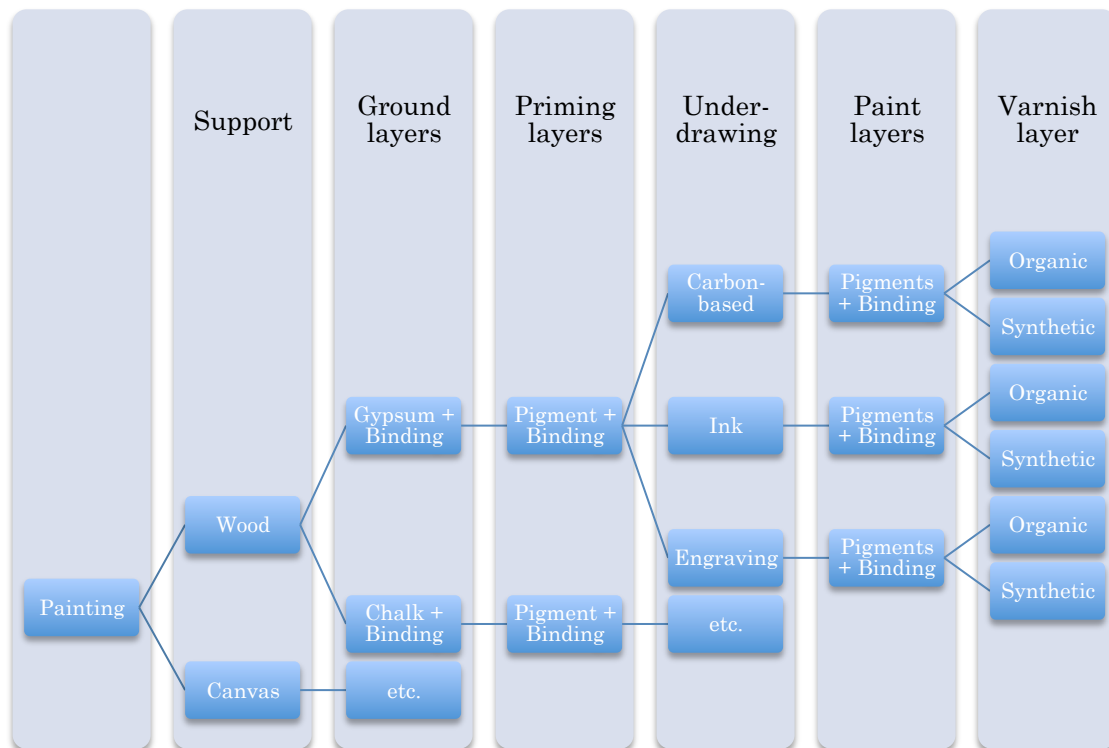 Support
Ground
layers
Priming
layers
Under-
drawing
Paint
layers
Varnish
layer
Painting
Wood
Canvas
Gypsum +
Binding
Chalk +
Binding
etc.
Pigment +
Binding
Pigment +
Binding
Carbon-
based
Ink
Engraving
etc.
Pigments
+ Binding
Pigments
+ Binding
Pigments
+ Binding
Organic
Synthetic
Organic
Synthetic
Organic
Synthetic